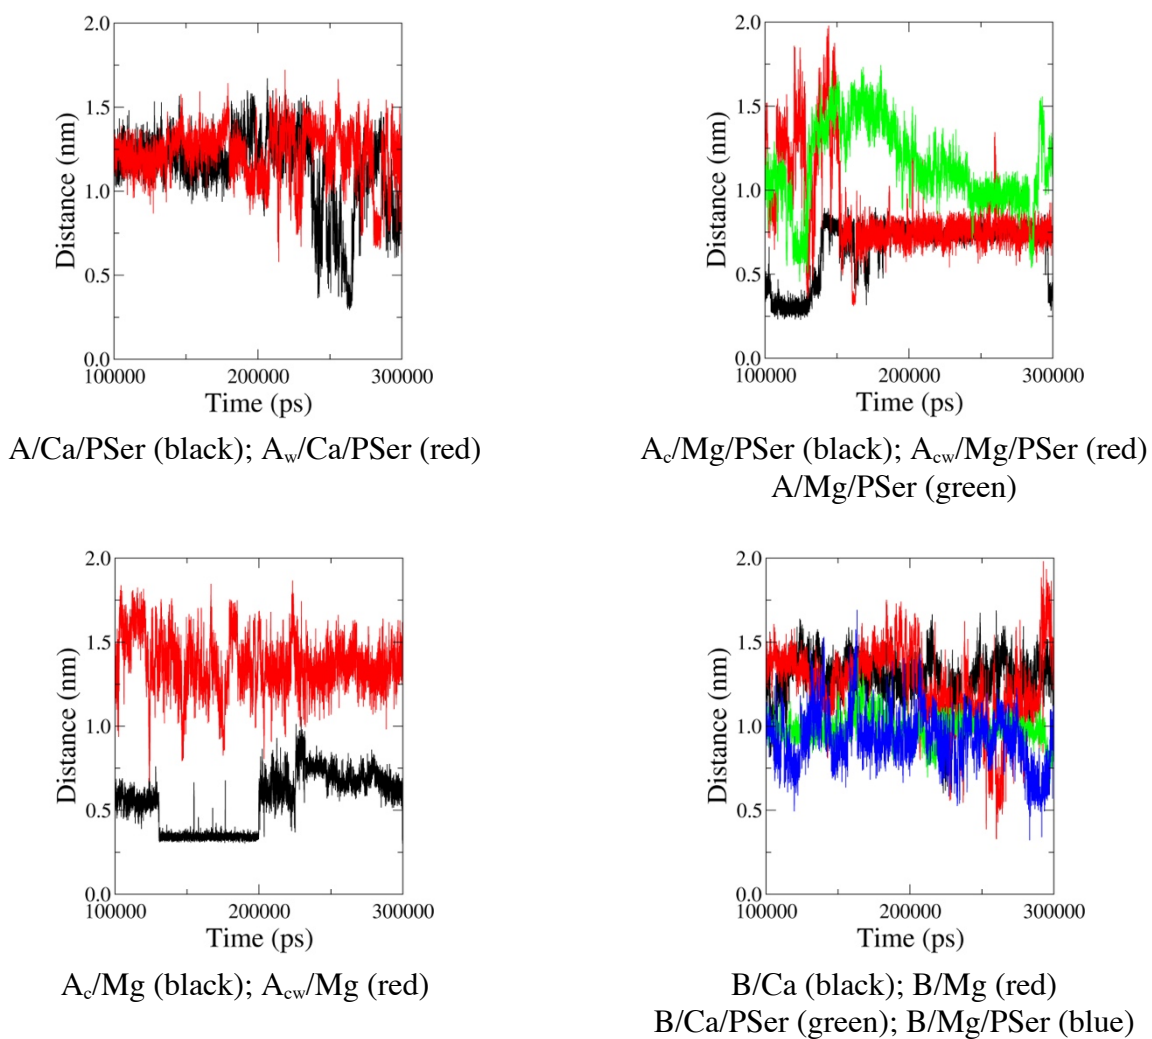 2.0
1.5
1.0
0.5
0.0
Distance (nm)
100000 200000 300000
Time (ps)
A/Ca/PSer (black); Aw/Ca/PSer (red)
2.0
1.5
1.0
0.5
0.0
Distance (nm)
100000 200000 300000
Time (ps)
Ac/Mg/PSer (black); Acw/Mg/PSer (red)
A/Mg/PSer (green)
2.0
1.5
1.0
0.5
0.0
Distance (nm)
100000 200000 300000
Time (ps)
Ac/Mg (black); Acw/Mg (red)
2.0
1.5
1.0
0.5
0.0
Distance (nm)
100000 200000 300000
Time (ps)
B/Ca (black); B/Mg (red)
B/Ca/PSer (green); B/Mg/PSer (blue)